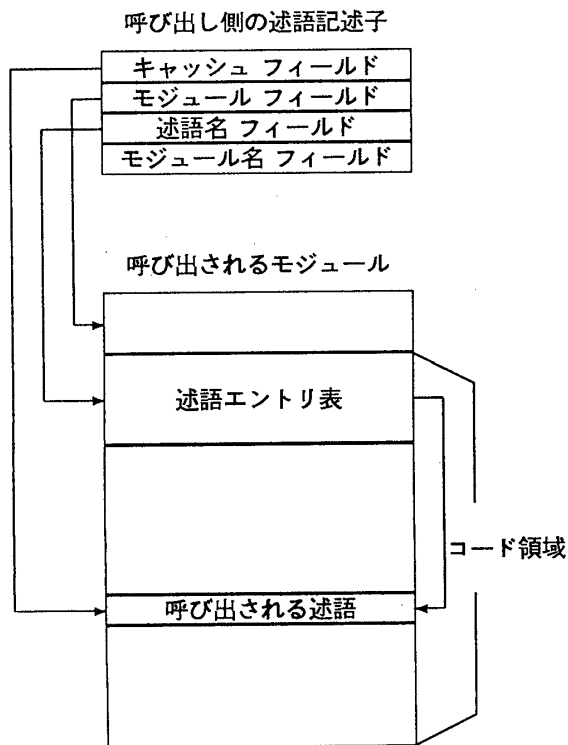 呼び出し側の述語記述子
キャッシュ フィールド
モジュール フィールド
述語名 フィールド
モジュール名 フィールド
呼び出されるモジュール
述語エントリ表
コード領域
呼び出される述語